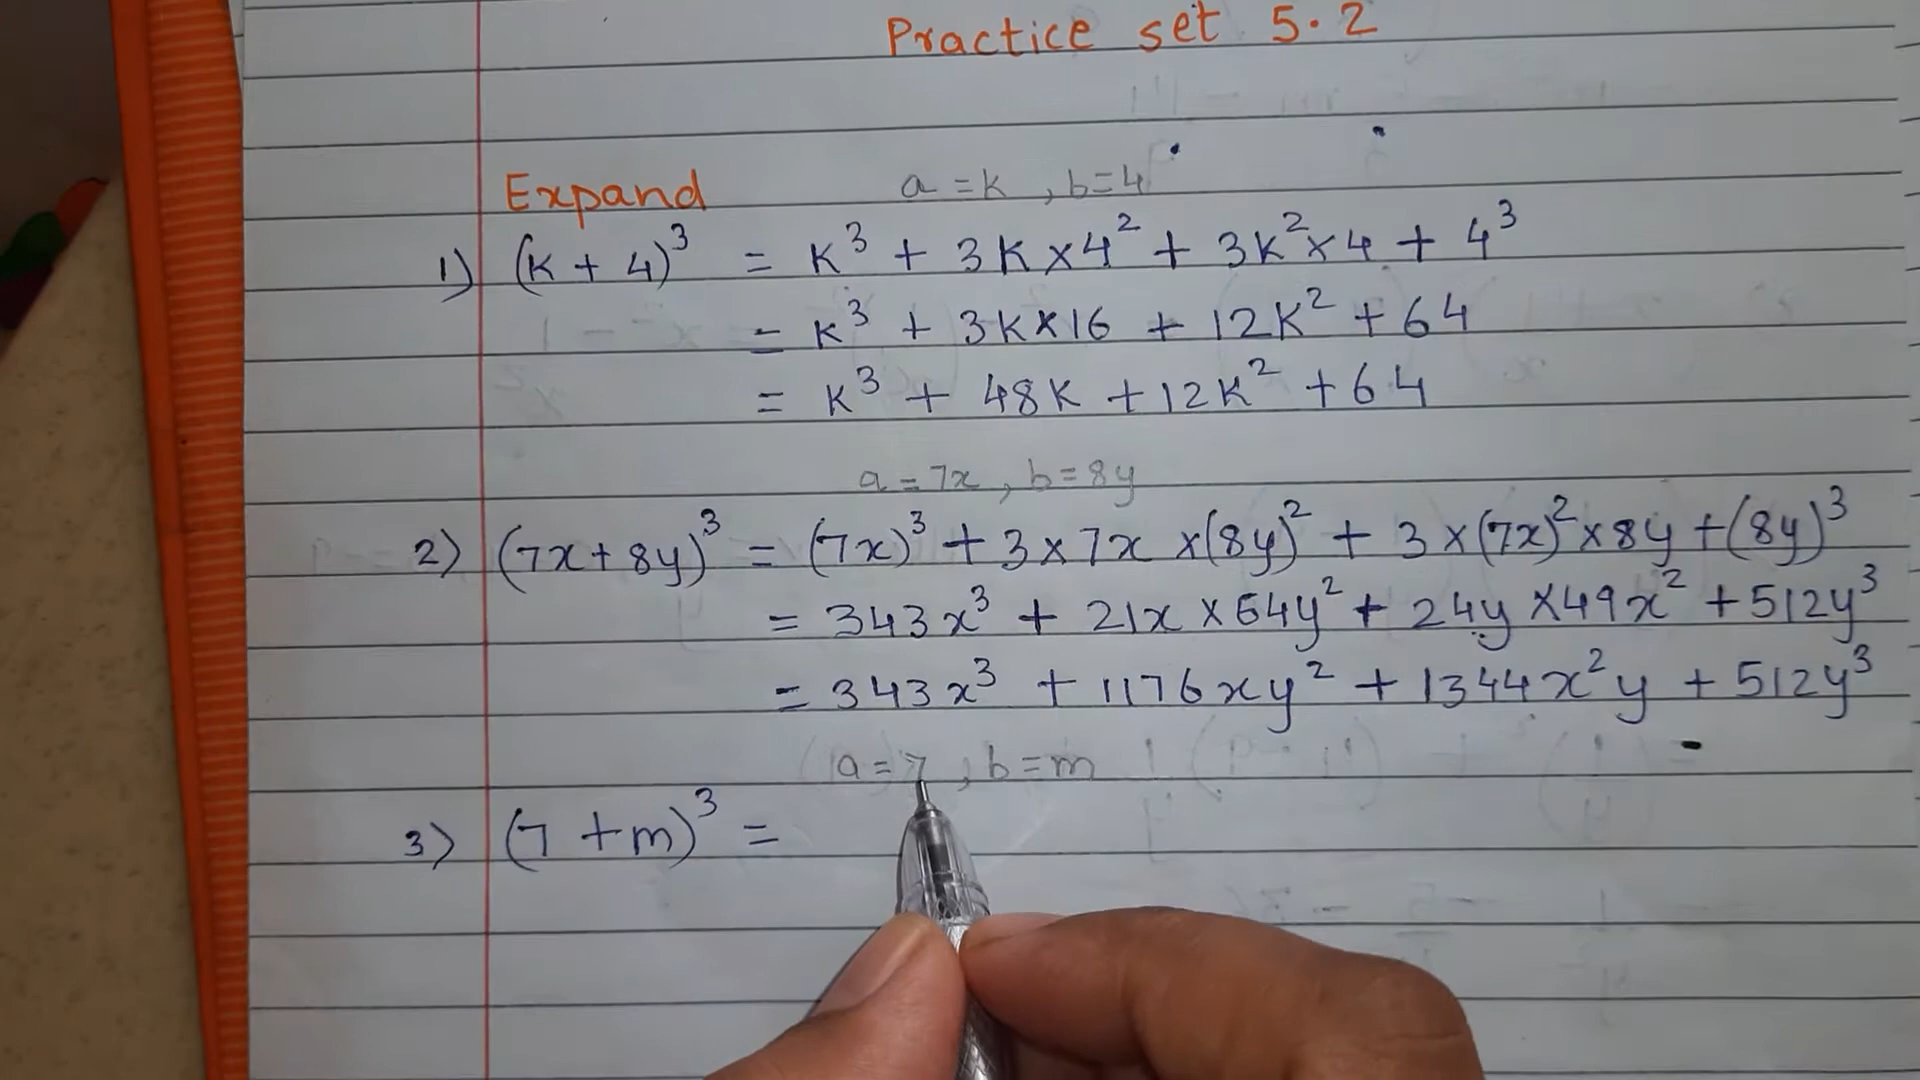 Practice set 5.2
Expand a = k, b=4
1) (k + 4)³ = k³ + 3k×4² + 3k²×4 + 4³
= k³ + 3k×16 + 12k² + 64
= k³ + 48k + 12k² + 64
a = 7x, b = 8y
2) (7x + 8y)³ = (7x)³ + 3×7x×(8y)² + 3×(7x)²×8y + (8y)³
= 343x³ + 21x×64y² + 24y×49x² + 512y³
= 343x³ + 1176xy² + 1344x²y + 512y³
a = 7, b = m
3) (7 + m)³ =